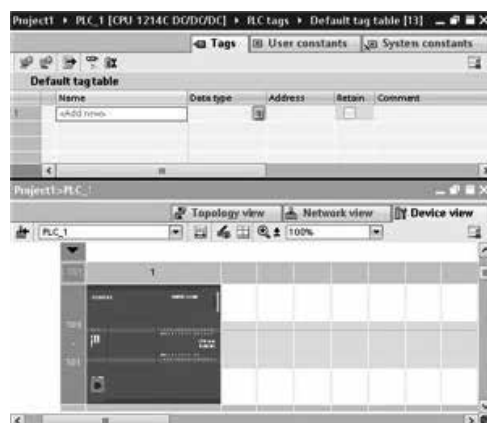 Project1 ▸ PLC_1 [CPU 1214C DC/DC/DC] ▸ PLC tags ▸ Default tag table [13]
Tags User constants System constants
Default tag table
Name Data type Address Retain Comment
1 <Add new>
Project1>PLC_1
Topology view Network view Device view
PLC_1 100%
1